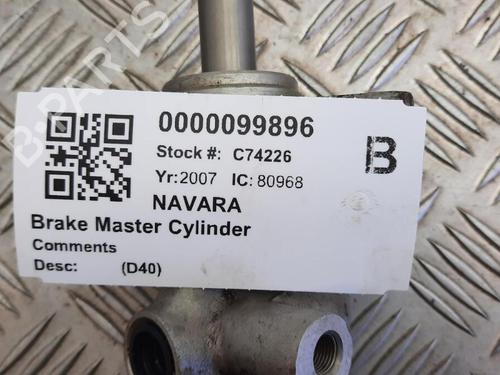 0000099896
Stock #: C74226
B
Yr:2007 IC: 80968
NAVARA
Brake Master Cylinder
Comments
Desc: (D40)